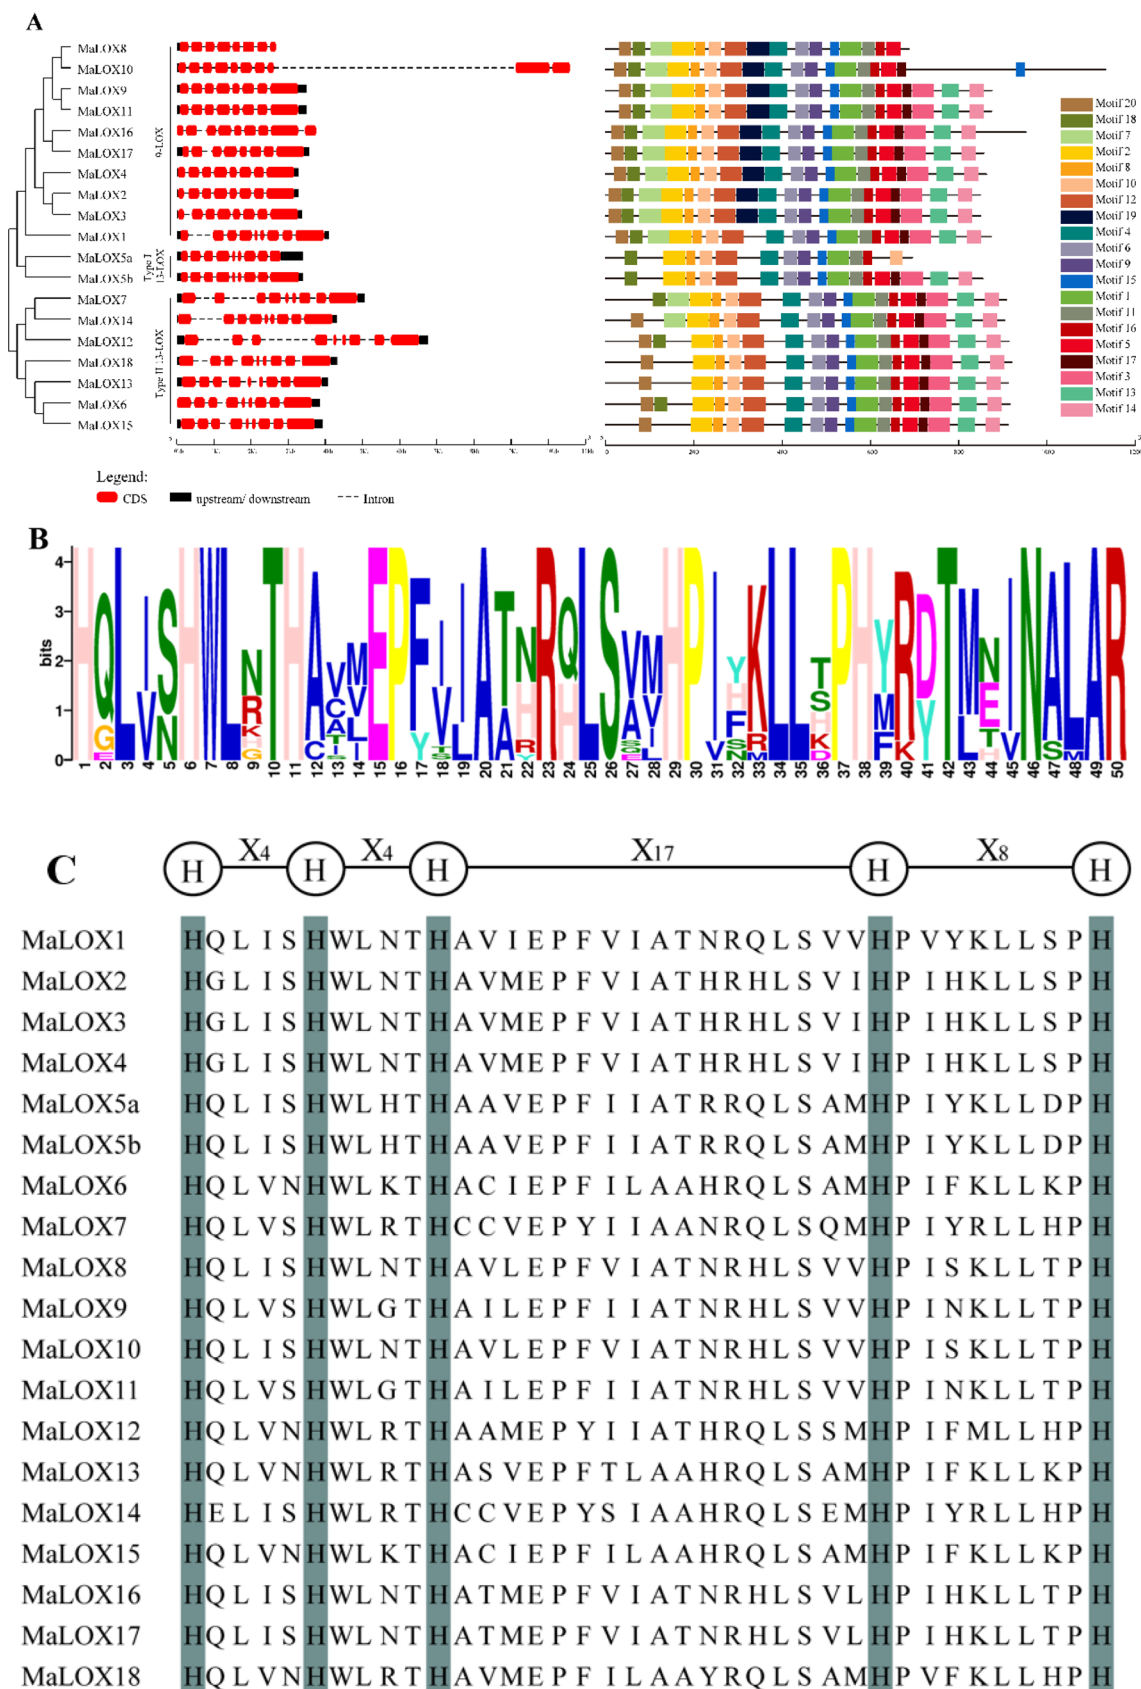 A
MaLOX8
MaLOX10
MaLOX9
MaLOX11
MaLOX16
MaLOX17
MaLOX4
MaLOX2
MaLOX3
MaLOX1
MaLOX5a
MaLOX5b
MaLOX7
MaLOX14
MaLOX12
MaLOX18
MaLOX13
MaLOX6
MaLOX15
9-LOX
Type I
13-LOX
Type II 13-LOX
Motif 20
Motif 18
Motif 7
Motif 2
Motif 8
Motif 10
Motif 12
Motif 19
Motif 4
Motif 6
Motif 9
Motif 15
Motif 1
Motif 11
Motif 16
Motif 5
Motif 17
Motif 3
Motif 13
Motif 14
5' 3'
5' 3'
0 200 400 600 800 1000 1200
Legend:
CDS upstream/ downstream Intron
B
bits
4
3
2
1
0
1 2 3 4 5 6 7 8 9 10 11 12 13 14 15 16 17 18 19 20 21 22 23 24 25 26 27 28 29 30 31 32 33 34 35 36 37 38 39 40 41 42 43 44 45 46 47 48 49 50
C
H X4 H X4 H X17 H X8 H
MaLOX1 HQLISHWLNTHAVIEPFVIATNRQLSVVHPVYKLLSPH
MaLOX2 HGLISHWLNTHAVMEPFVIATHRHLSVIHPIHKLLSPH
MaLOX3 HGLISHWLNTHAVMEPFVIATHRHLSVIHPIHKLLSPH
MaLOX4 HGLISHWLNTHAVMEPFVIATHRHLSVIHPIHKLLSPH
MaLOX5a HQLISHWLHTHAAVEPFIIATRRQLSAMHPIYKLLDPH
MaLOX5b HQLISHWLHTHAAVEPFIIATRRQLSAMHPIYKLLDPH
MaLOX6 HQLVNHWLKTHACIEPFILAAHRQLSAMHPIFKLLKPH
MaLOX7 HQLVSHWLRTHCCVEPYIIAANRQLSQMHPIYRLLHPH
MaLOX8 HQLISHWLNTHAVLEPFVIATNRHLSVVHPISKLLTPH
MaLOX9 HQLVSHWLGTHAILEPFIIATNRHLSVVHPINKLLTPH
MaLOX10 HQLISHWLNTHAVLEPFVIATNRHLSVVHPISKLLTPH
MaLOX11 HQLVSHWLGTHAILEPFIIATNRHLSVVHPINKLLTPH
MaLOX12 HQLVNHWLRTHAAMEPYIIATHRQLSSMHPIFMLLHPH
MaLOX13 HQLVNHWLRTHASVEPFTLAAHRQLSAMHPIFKLLKPH
MaLOX14 HELISHWLRTHCCVEPYSIAAHRQLSEMHPIYRLLHPH
MaLOX15 HQLVNHWLKTHACIEPFILAAHRQLSAMHPIFKLLKPH
MaLOX16 HQLISHWLNTHATMEPFVIATNRHLSVLHPIHKLLTPH
MaLOX17 HQLISHWLNTHATMEPFVIATNRHLSVLHPIHKLLTPH
MaLOX18 HQLVNHWLRTHAVMEPFILAAYRQLSAMHPVFKLLHPH